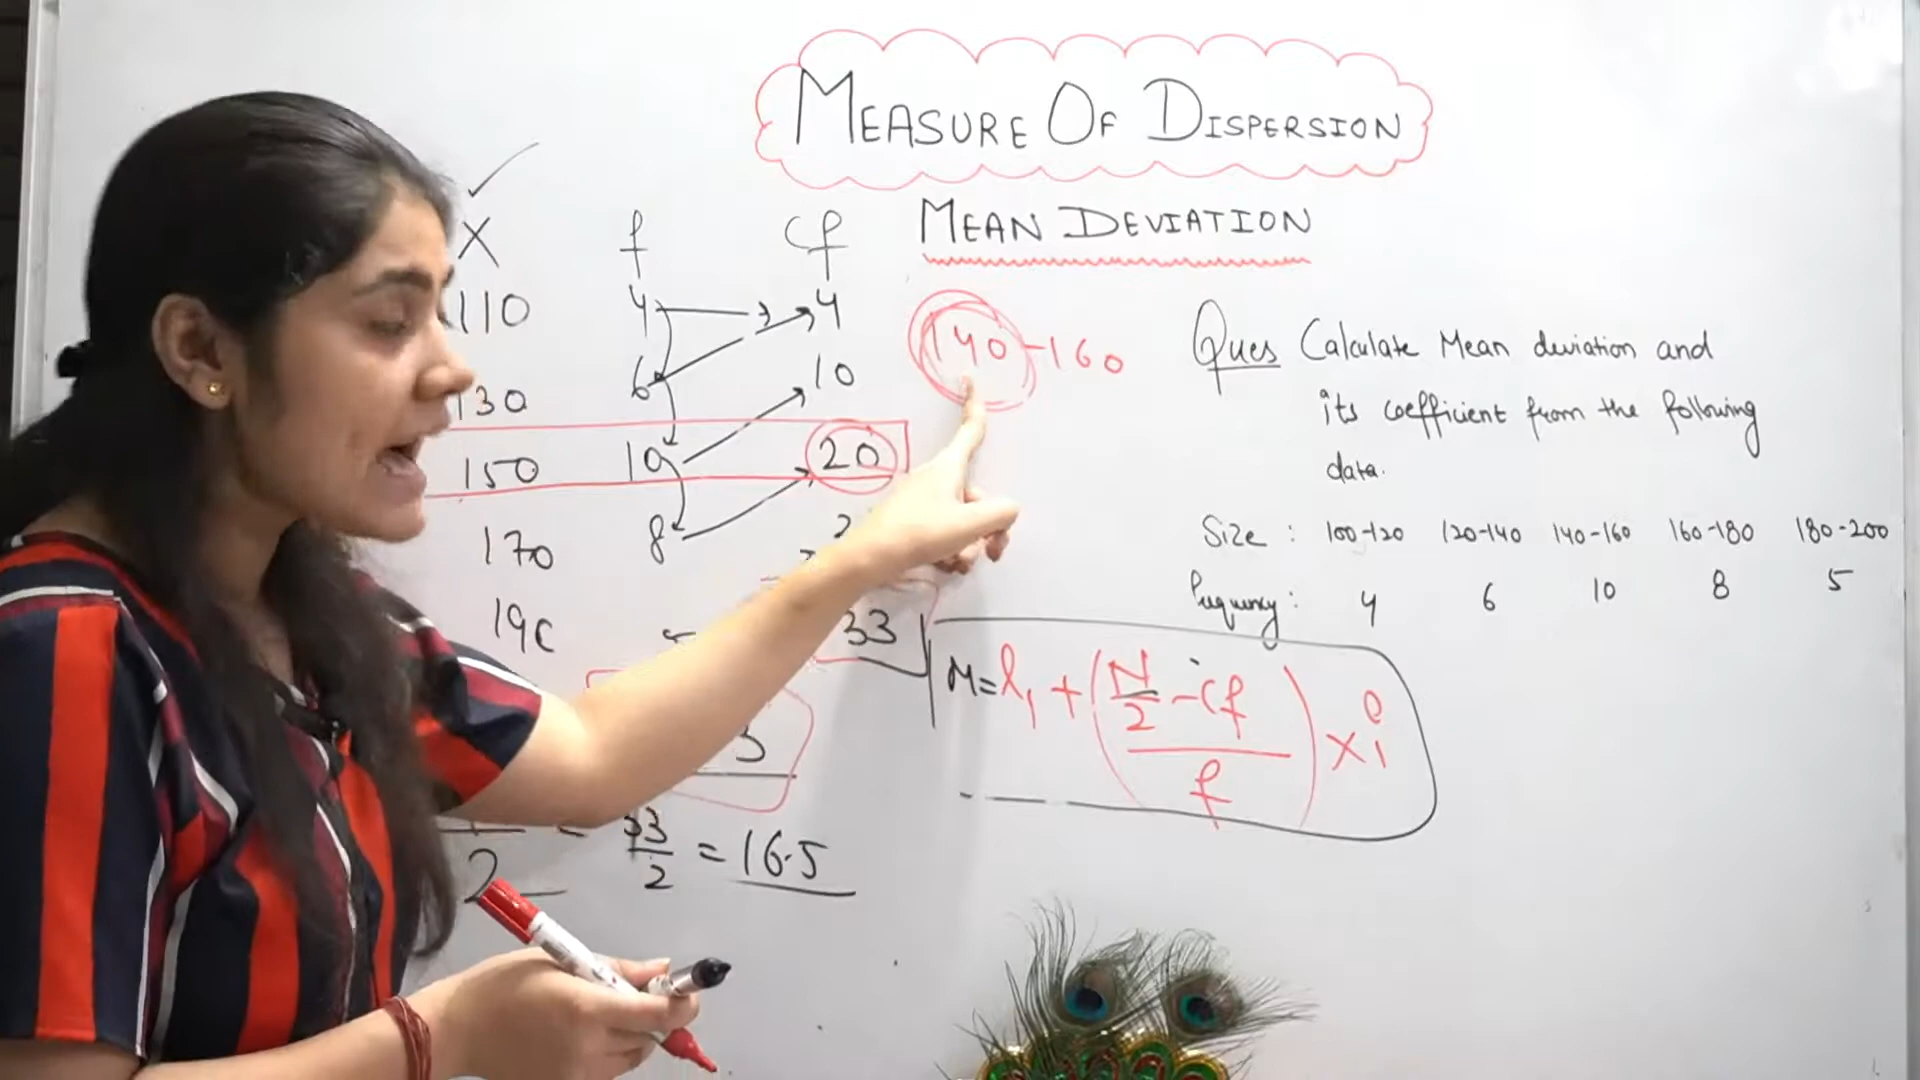 MEASURE OF DISPERSION
MEAN DEVIATION
X f cf
110 4 4
130 6 10
150 10 20
170 8
190 33
140-160
Ques Calculate Mean deviation and
its coefficient from the following
data.
Size : 100-120 120-140 140-160 160-180 180-200
frequency : 4 6 10 8 5
M = l₁ + (N/2 - cf / f) × i
2 = 33/2 = 16.5